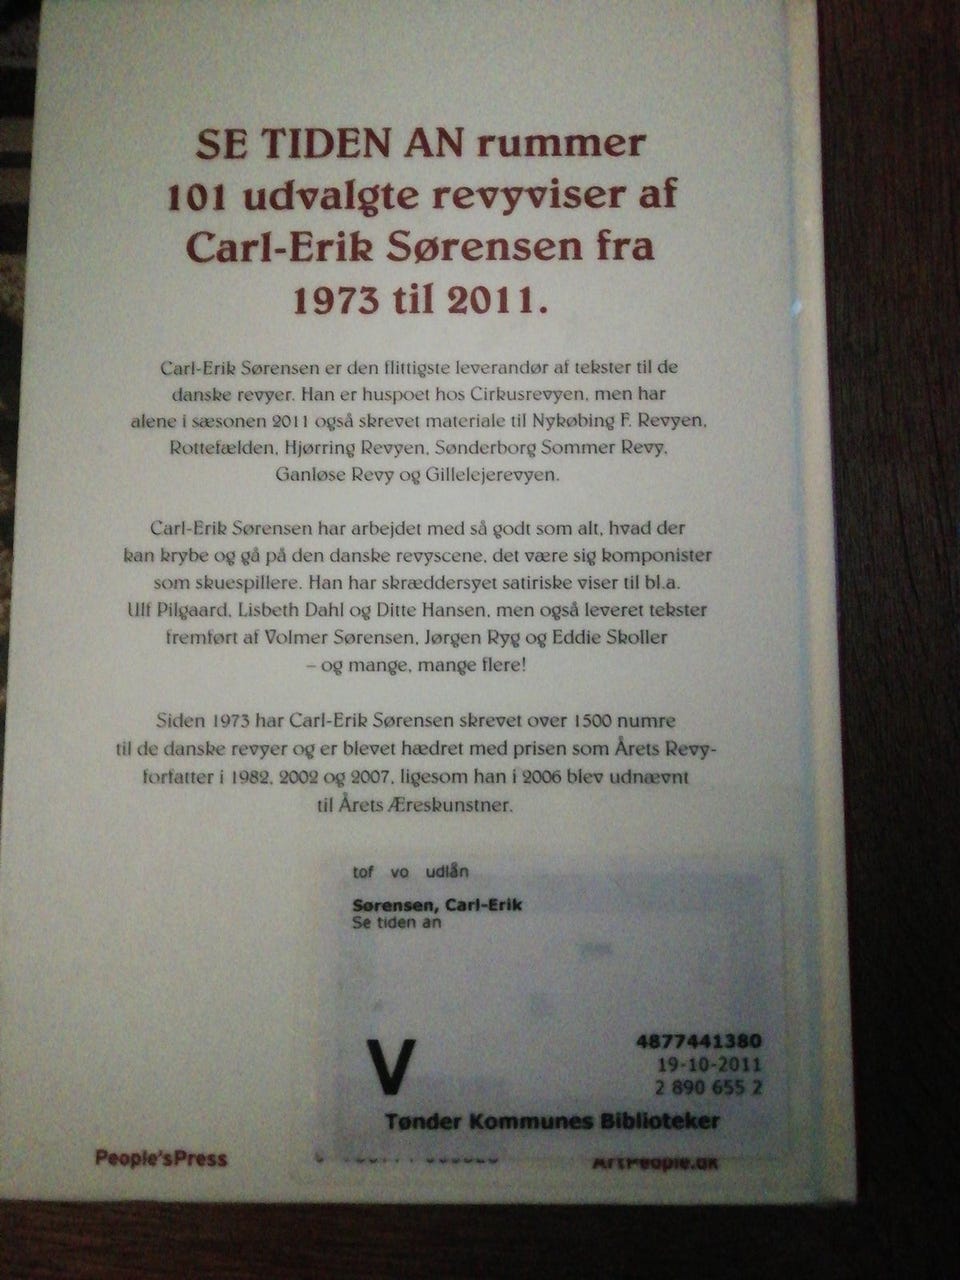 SE TIDEN AN rummer
101 udvalgte revyviser af
Carl-Erik Sørensen fra
1973 til 2011.
Carl-Erik Sørensen er den flittigste leverandør af tekster til de
danske revyer. Han er huspoet hos Cirkusrevyen, men har
alene i sæsonen 2011 også skrevet materiale til Nykøbing F. Revyen,
Rottefælden, Hjørring Revyen, Sønderborg Sommer Revy,
Ganløse Revy og Gillelejerevyen.
Carl-Erik Sørensen har arbejdet med så godt som alt, hvad der
kan krybe og gå på den danske revyscene, det være sig komponister
som skuespillere. Han har skræddersyet satiriske viser til bl.a.
Ulf Pilgaard, Lisbeth Dahl og Ditte Hansen, men også leveret tekster
fremført af Volmer Sørensen, Jørgen Ryg og Eddie Skoller
– og mange, mange flere!
Siden 1973 har Carl-Erik Sørensen skrevet over 1500 numre
til de danske revyer og er blevet hædret med prisen som Årets Revy-
forfatter i 1982, 2002 og 2007, ligesom han i 2006 blev udnævnt
til Årets Æreskunstner.
tof vo udlån
Sørensen, Carl-Erik
Se tiden an
V
4877441380
19-10-2011
2 890 655 2
Tønder Kommunes Biblioteker
People'sPress
ArtPeople.dk